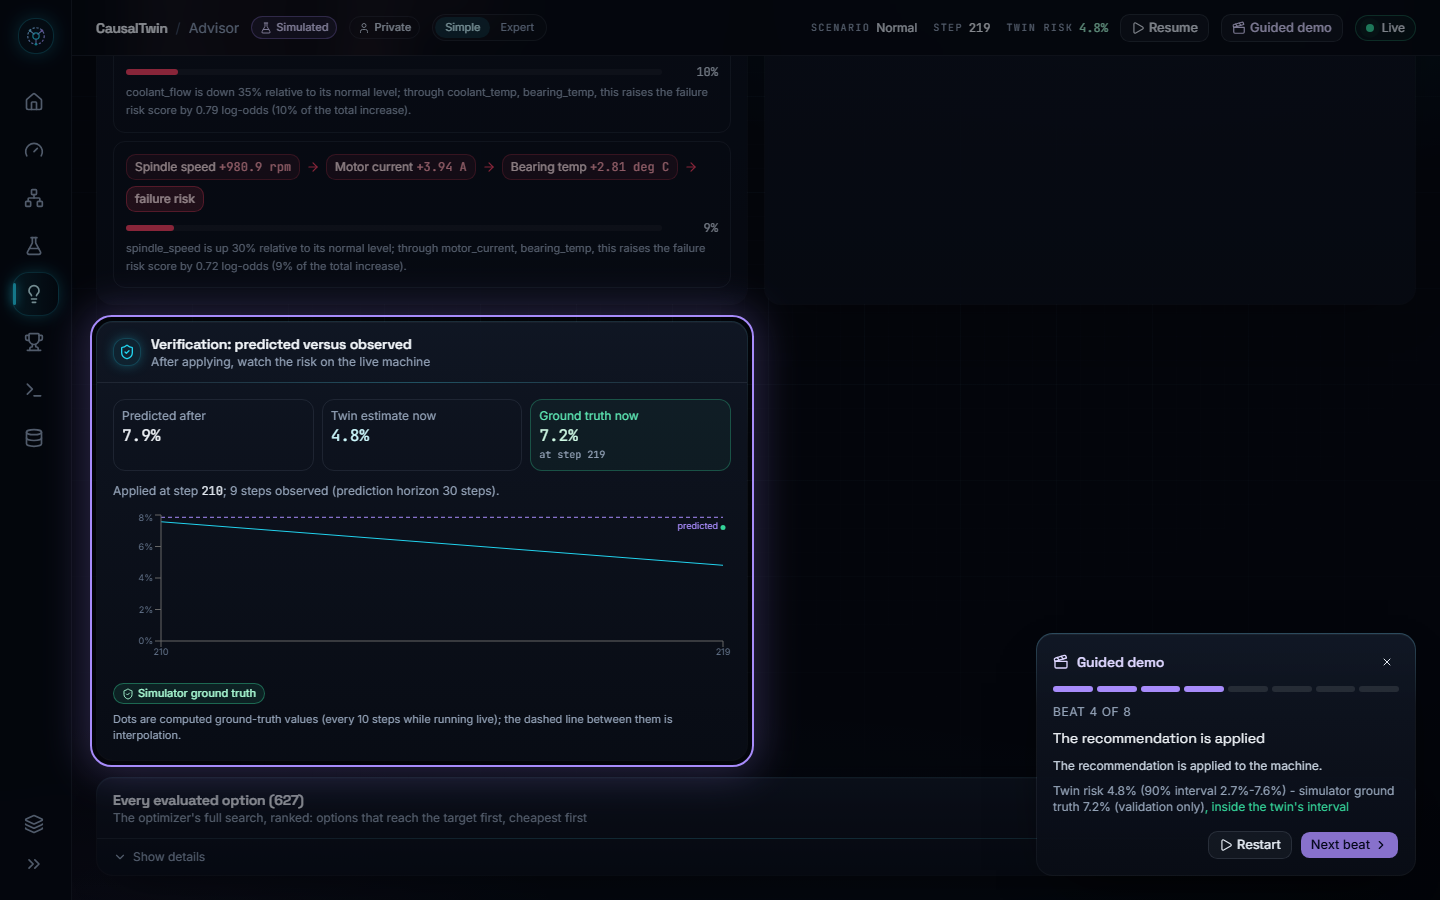 CausalTwin / Advisor Simulated Private Simple Expert SCENARIO Normal STEP 219 TWIN RISK 4.8% Resume Guided demo Live
10%
coolant_flow is down 35% relative to its normal level; through coolant_temp, bearing_temp, this raises the failure
risk score by 0.79 log-odds (10% of the total increase).
Spindle speed +980.9 rpm → Motor current +3.94 A → Bearing temp +2.81 deg C →
failure risk
9%
spindle_speed is up 30% relative to its normal level; through motor_current, bearing_temp, this raises the failure
risk score by 0.72 log-odds (9% of the total increase).
Verification: predicted versus observed
After applying, watch the risk on the live machine
Predicted after
7.9%
Twin estimate now
4.8%
Ground truth now
7.2%
at step 219
Applied at step 210; 9 steps observed (prediction horizon 30 steps).
8%
predicted
6%
4%
2%
0%
210 219
Simulator ground truth
Dots are computed ground-truth values (every 10 steps while running live); the dashed line between them is
interpolation.
Every evaluated option (627)
The optimizer's full search, ranked: options that reach the target first, cheapest first
Show details
Guided demo
BEAT 4 OF 8
The recommendation is applied
The recommendation is applied to the machine.
Twin risk 4.8% (90% interval 2.7%-7.6%) - simulator ground
truth 7.2% (validation only), inside the twin's interval
Restart Next beat